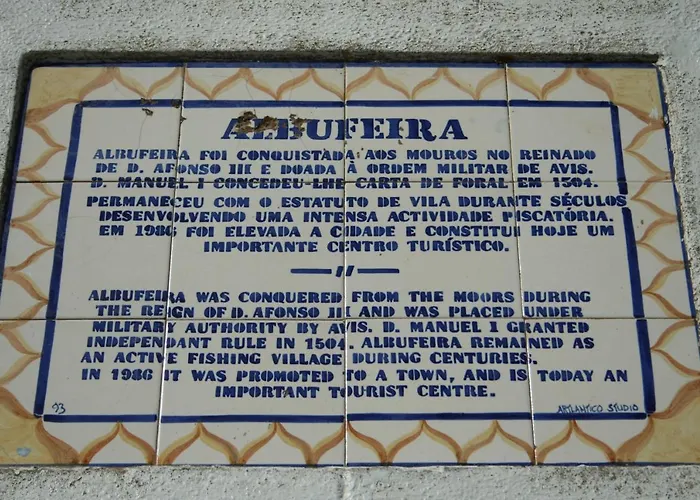 ALBUFEIRA
ALBUFEIRA FOI CONQUISTADA AOS MOUROS NO REINADO
DE D. AFONSO III E DOADA À ORDEM MILITAR DE AVIS.
D. MANUEL I CONCEDEU-LHE CARTA DE FORAL EM 1504.
PERMANECEU COM O ESTATUTO DE VILA DURANTE SÉCULOS
DESENVOLVENDO UMA INTENSA ACTIVIDADE PISCATÓRIA.
EM 1986 FOI ELEVADA A CIDADE E CONSTITUI HOJE UM
IMPORTANTE CENTRO TURÍSTICO.
ALBUFEIRA WAS CONQUERED FROM THE MOORS DURING
THE REIGN OF D. AFONSO III AND WAS PLACED UNDER
MILITARY AUTHORITY BY AVIS. D. MANUEL I GRANTED
INDEPENDANT RULE IN 1504. ALBUFEIRA REMAINED AS
AN ACTIVE FISHING VILLAGE DURING CENTURIES.
IN 1986 IT WAS PROMOTED TO A TOWN, AND IS TODAY AN
IMPORTANT TOURIST CENTRE.
93 ARTLANTICO STUDIO